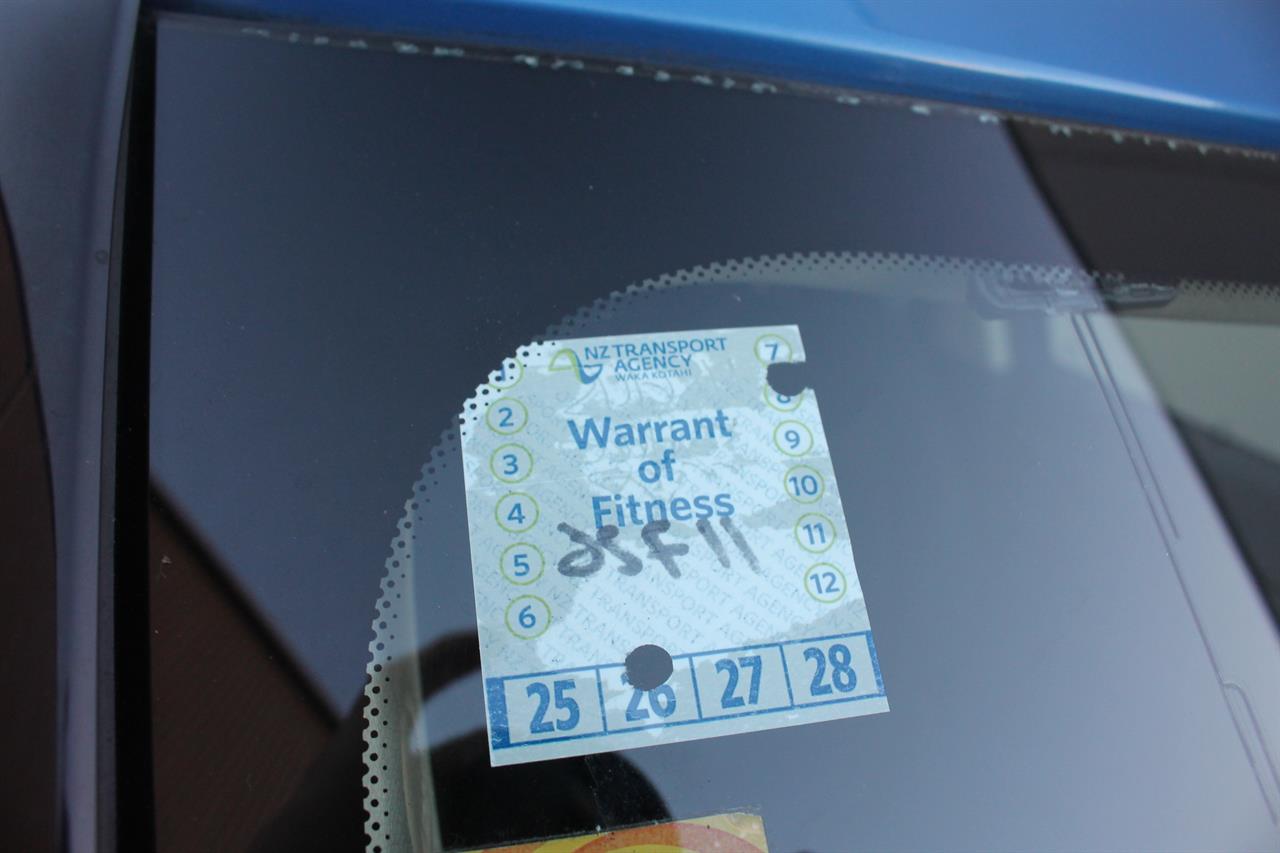 NZ TRANSPORT
AGENCY
WAKA KOTAHI
Warrant
of
Fitness
1 7
2 8
3 9
4 10
5 11
6 12
25 26 27 28